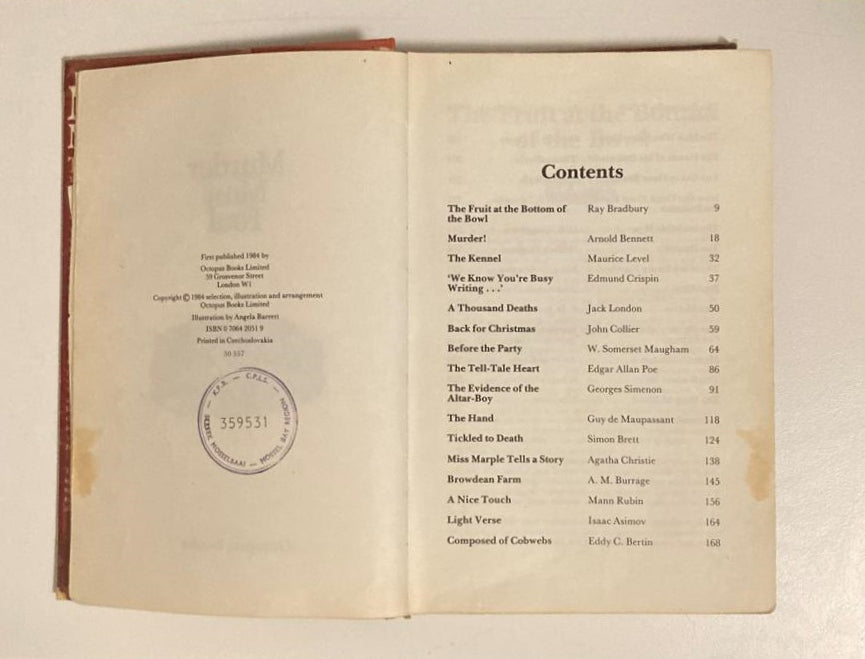 First published 1984 by
Octopus Books Limited
59 Grosvenor Street
London W1
Copyright © 1984 selection, illustration and arrangement
Octopus Books Limited
Illustration by Angela Barrett
ISBN 0 7064 2051 9
Printed in Czechoslovakia
50 557
K.P.B. — C.P.L.S.
359531
STREEK MOSSELBAAI — MOSSEL BAY REGION
Contents
The Fruit at the Bottom of Ray Bradbury 9
the Bowl
Murder! Arnold Bennett 18
The Kennel Maurice Level 32
‘We Know You're Busy Edmund Crispin 37
Writing . . .’
A Thousand Deaths Jack London 50
Back for Christmas John Collier 59
Before the Party W. Somerset Maugham 64
The Tell-Tale Heart Edgar Allan Poe 86
The Evidence of the Georges Simenon 91
Altar-Boy
The Hand Guy de Maupassant 118
Tickled to Death Simon Brett 124
Miss Marple Tells a Story Agatha Christie 138
Browdean Farm A. M. Burrage 145
A Nice Touch Mann Rubin 156
Light Verse Isaac Asimov 164
Composed of Cobwebs Eddy C. Bertin 168